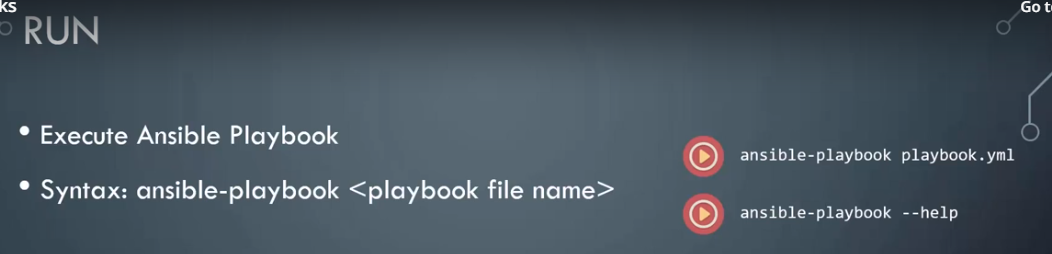 ks
Go t
RUN
• Execute Ansible Playbook
• Syntax: ansible-playbook <playbook file name>
ansible-playbook playbook.yml
ansible-playbook --help